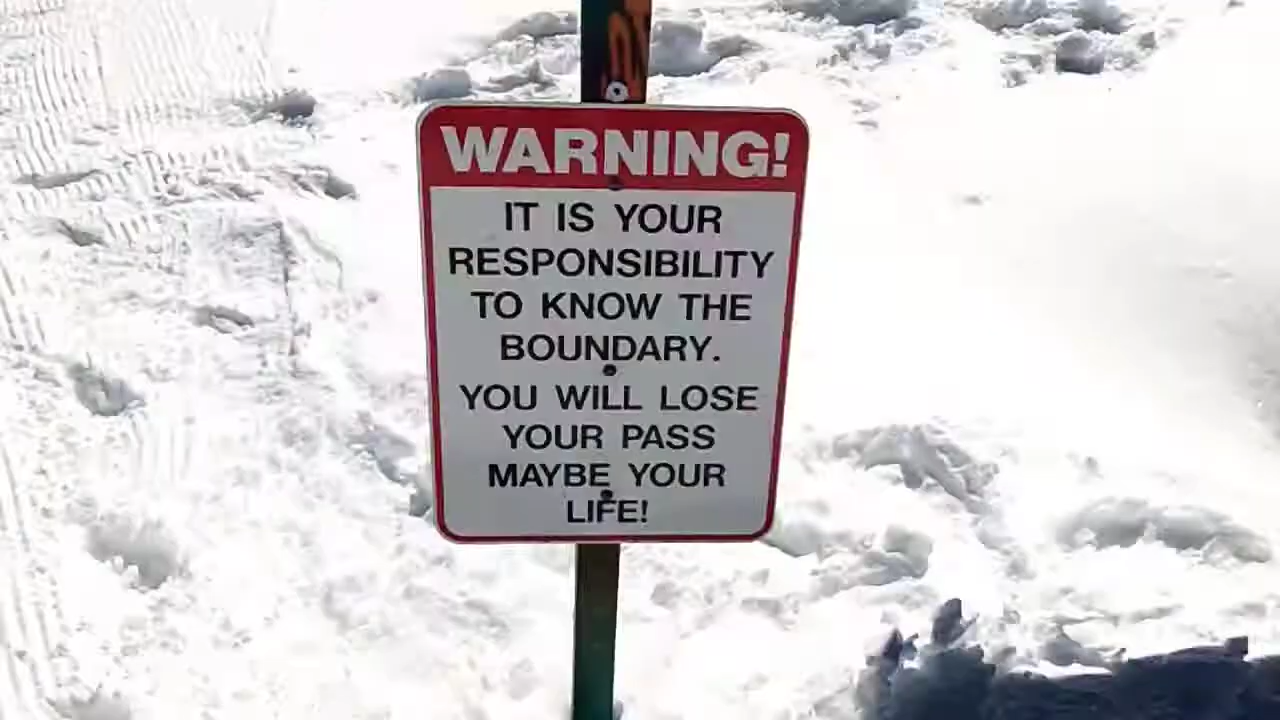 WARNING!
IT IS YOUR
RESPONSIBILITY
TO KNOW THE
BOUNDARY.
YOU WILL LOSE
YOUR PASS
MAYBE YOUR
LIFE!